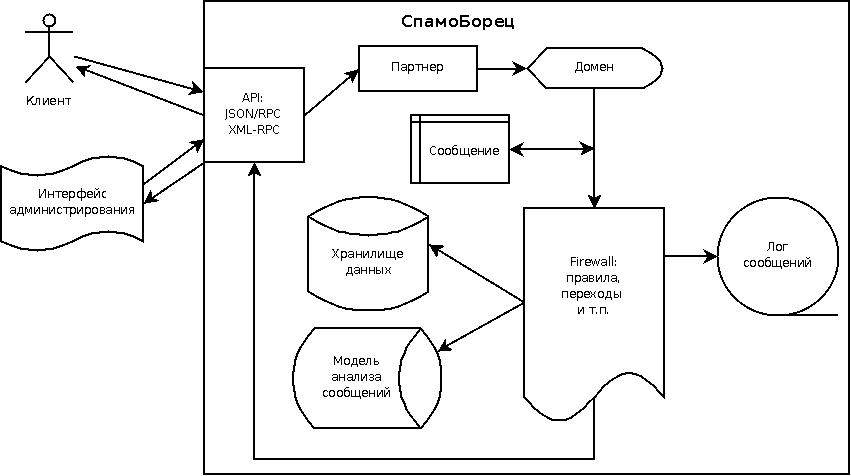 СпамоБорец
Клиент
API:
JSON/RPC
XML-RPC
Партнер
Домен
Сообщение
Интерфейс
администрирования
Хранилище
данных
Firewall:
правила,
переходы
и т.п.
Лог
сообщений
Модель
анализа
сообщений